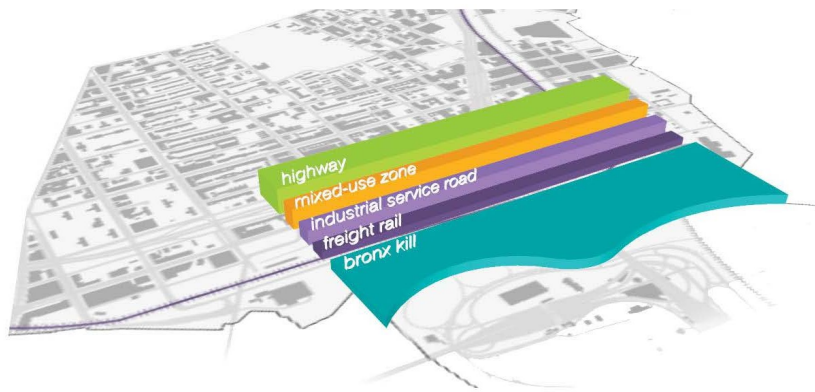 highway
mixed-use zone
industrial service road
freight rail
bronx kill